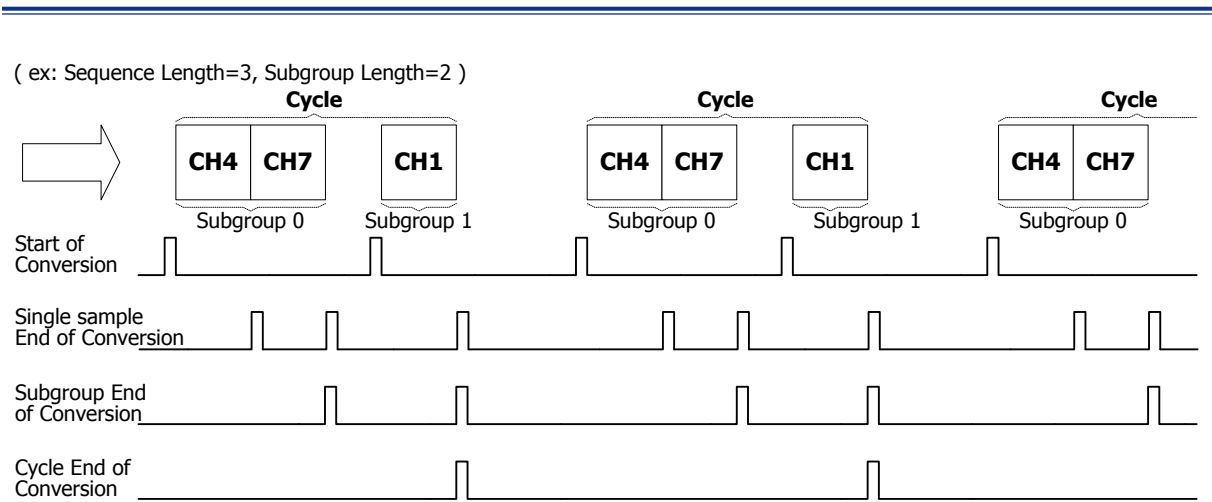 ( ex: Sequence Length=3, Subgroup Length=2 )
Cycle Cycle Cycle
CH4 CH7 CH1 CH4 CH7 CH1 CH4 CH7
Subgroup 0 Subgroup 1 Subgroup 0 Subgroup 1 Subgroup 0
Start of
Conversion
Single sample
End of Conversion
Subgroup End
of Conversion
Cycle End of
Conversion